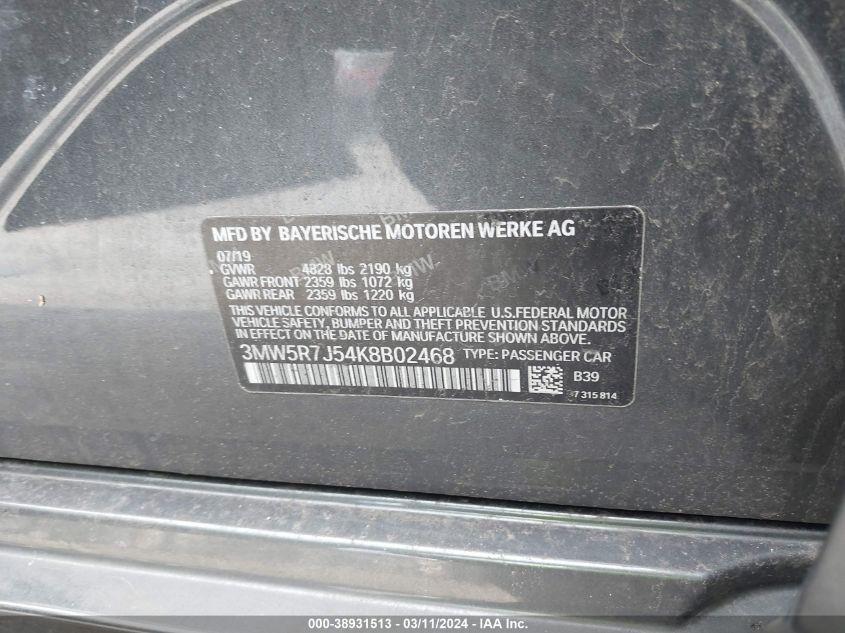 MFD BY BAYERISCHE MOTOREN WERKE AG
07/19
GVWR 4828 lbs 2190 kg
GAWR FRONT 2359 lbs 1072 kg
GAWR REAR 2359 lbs 1220 kg
THIS VEHICLE CONFORMS TO ALL APPLICABLE U.S.FEDERAL MOTOR
VEHICLE SAFETY, BUMPER AND THEFT PREVENTION STANDARDS
IN EFFECT ON THE DATE OF MANUFACTURE SHOWN ABOVE.
3MW5R7J54K8B02468 TYPE: PASSENGER CAR
B39
7 315 814
000-38931513 - 03/11/2024 - IAAI.com